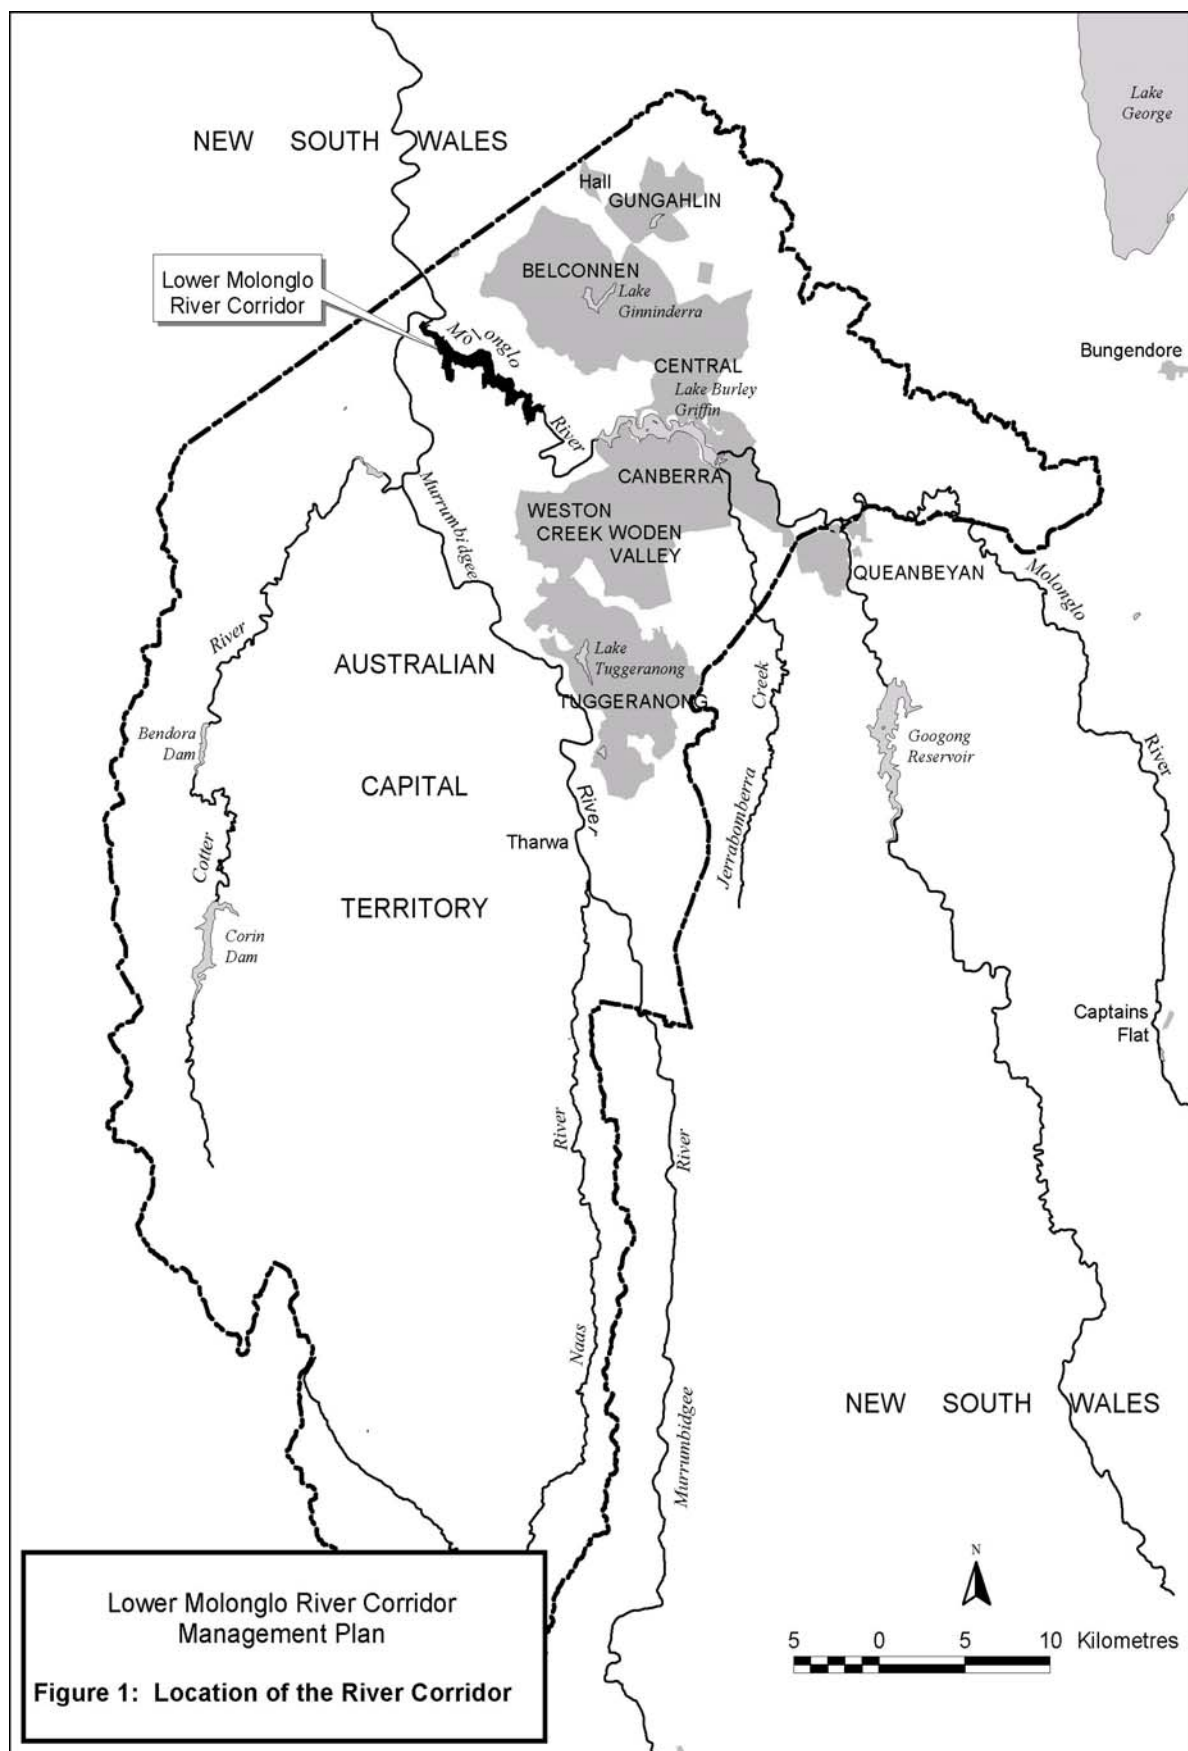 Lake
George
NEW SOUTH WALES
Hall
GUNGAHLIN
Lower Molonglo
River Corridor
BELCONNEN
Lake
Ginninderra
Molonglo
River
CENTRAL
Lake Burley
Griffin
Bungendore
CANBERRA
Murrumbidgee
WESTON
CREEK
WODEN
VALLEY
QUEANBEYAN
Molonglo
River
River
AUSTRALIAN
Lake
Tuggeranong
TUGGERANONG
Creek
Jerrabomberra
Bendora
Dam
Googong
Reservoir
River
CAPITAL
River
Tharwa
Cotter
TERRITORY
Corin
Dam
Captains
Flat
River
River
Naas
Murrumbidgee
NEW SOUTH WALES
N
5 0 5 10 Kilometres
Lower Molonglo River Corridor
Management Plan
Figure 1: Location of the River Corridor